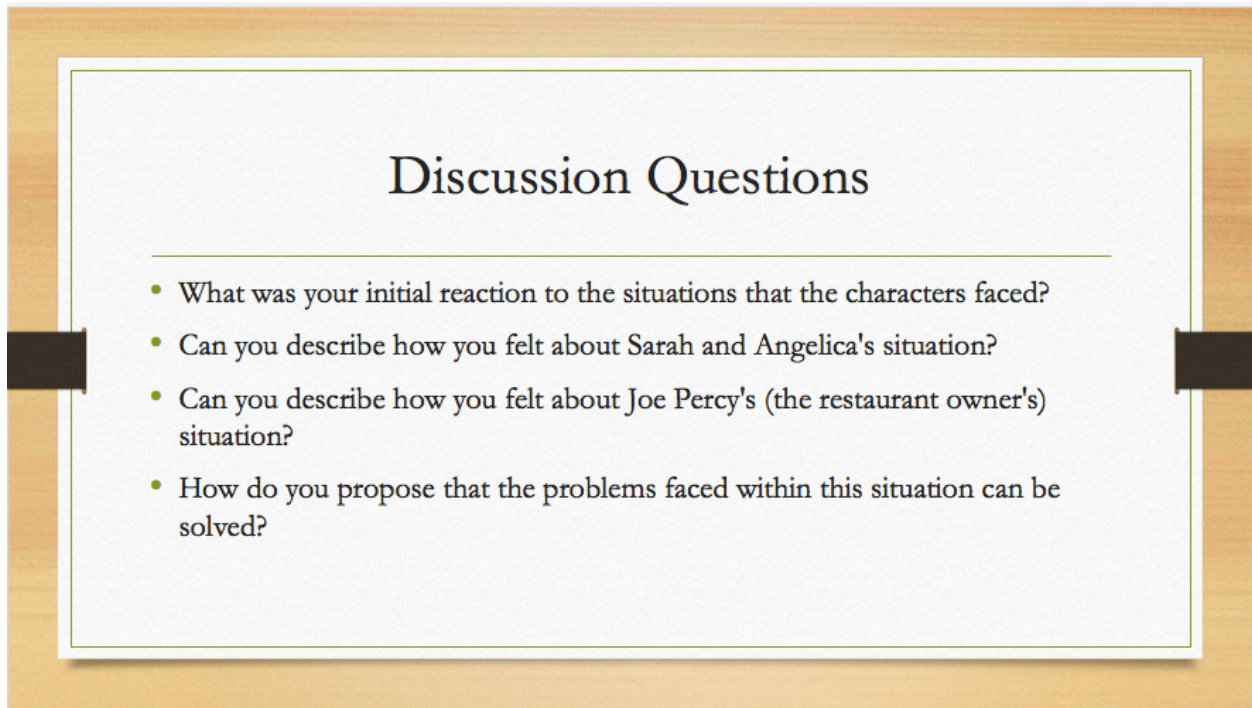 Discussion Questions
• What was your initial reaction to the situations that the characters faced?
• Can you describe how you felt about Sarah and Angelica's situation?
• Can you describe how you felt about Joe Percy's (the restaurant owner's)
situation?
• How do you propose that the problems faced within this situation can be
solved?